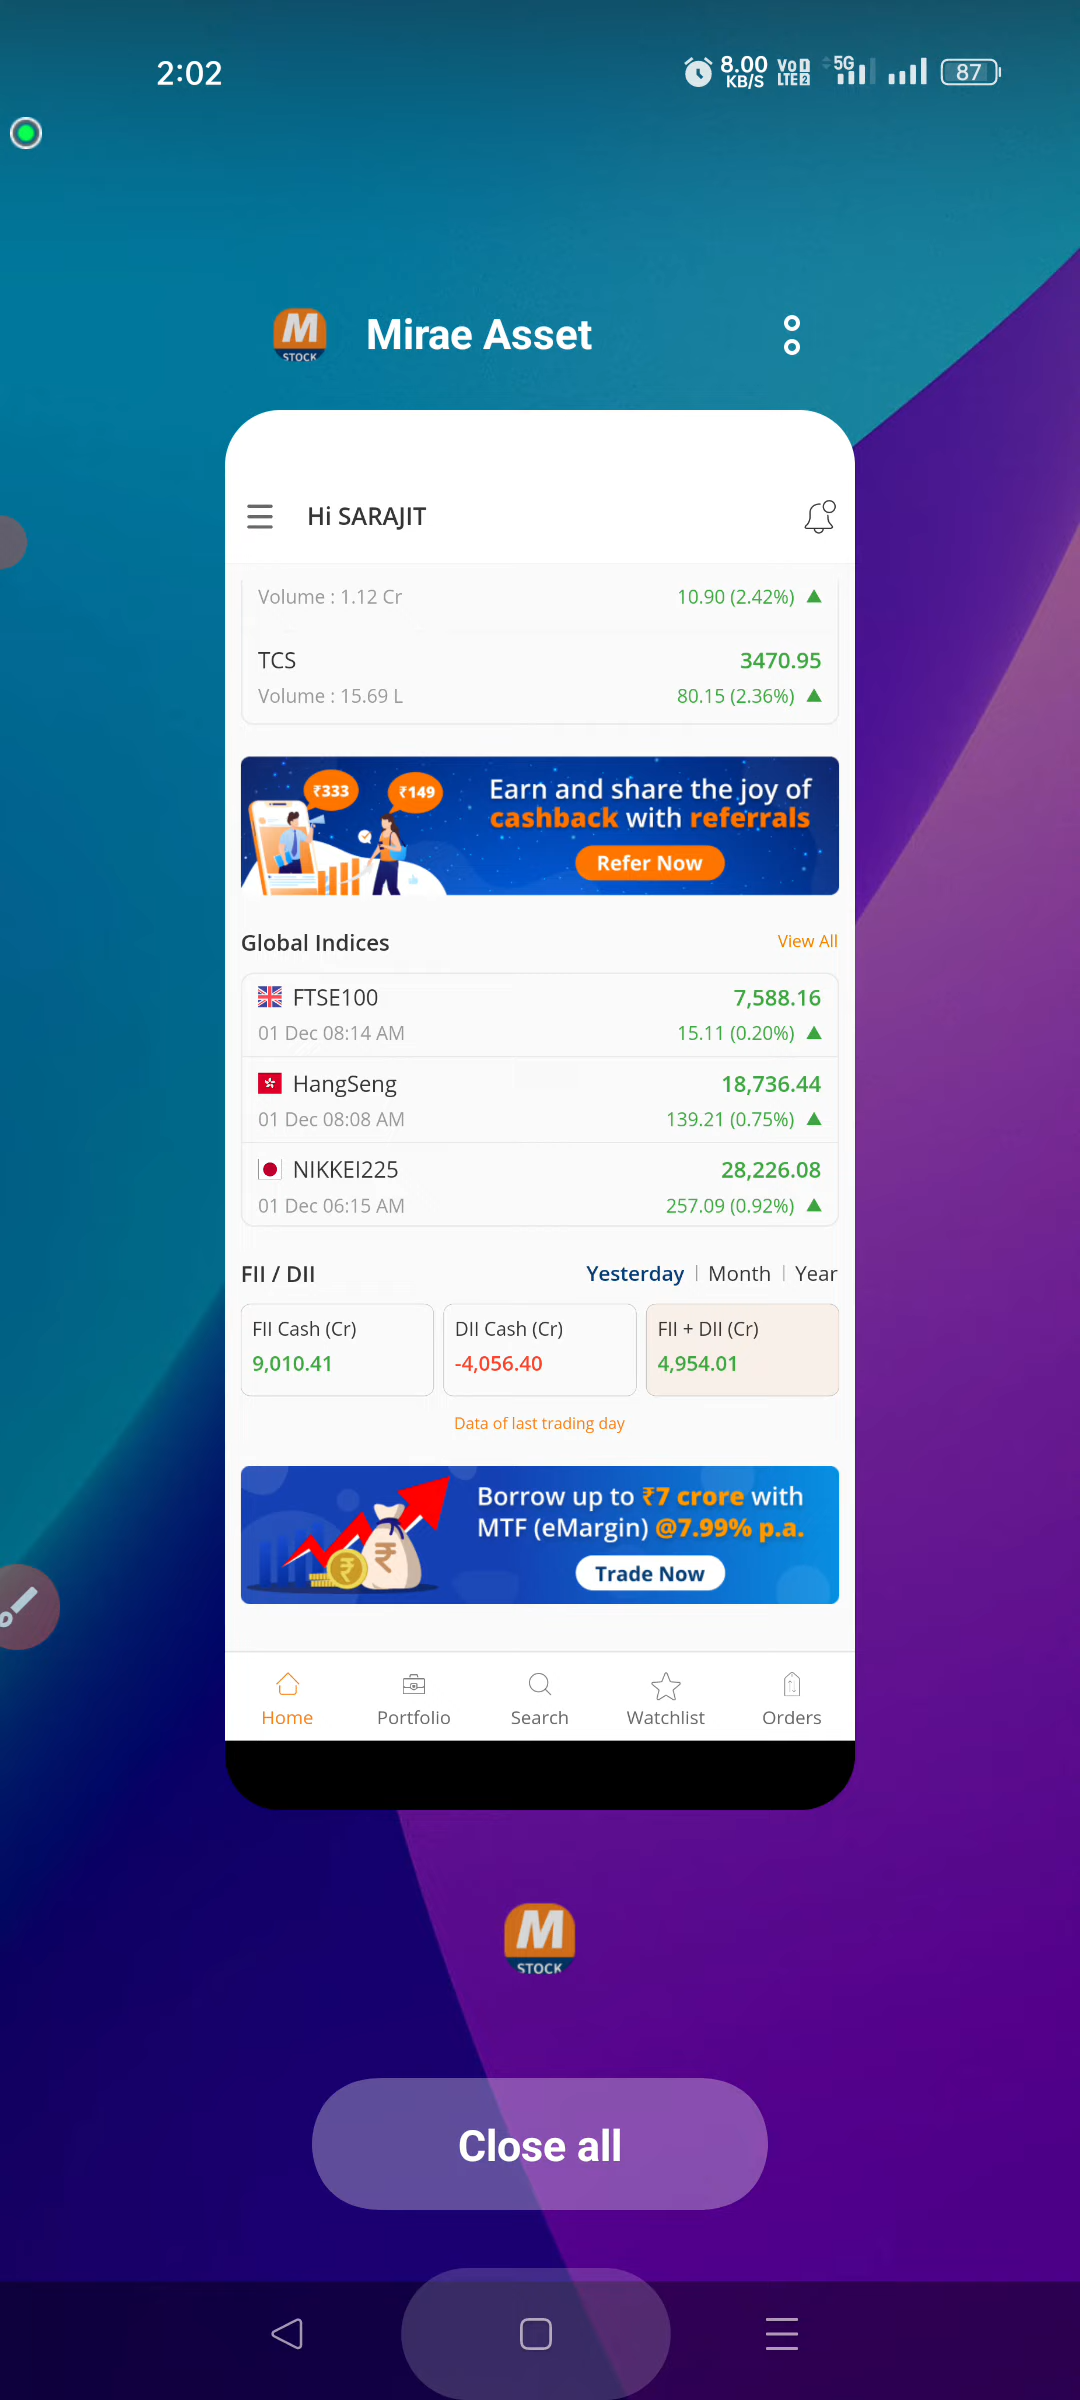 2:02
8.00 KB/S
Vo 1 LTE 2
5G
87
M STOCK
Mirae Asset
Hi SARAJIT
Volume : 1.12 Cr
10.90 (2.42%)
TCS
3470.95
Volume : 15.69 L
80.15 (2.36%)
₹333
₹149
Earn and share the joy of
cashback with referrals
Refer Now
Global Indices
View All
FTSE100
7,588.16
01 Dec 08:14 AM
15.11 (0.20%)
HangSeng
18,736.44
01 Dec 08:08 AM
139.21 (0.75%)
NIKKEI225
28,226.08
01 Dec 06:15 AM
257.09 (0.92%)
FII / DII
Yesterday | Month | Year
FII Cash (Cr)
DII Cash (Cr)
FII + DII (Cr)
9,010.41
-4,056.40
4,954.01
Data of last trading day
Borrow up to ₹7 crore with
MTF (eMargin) @7.99% p.a.
Trade Now
Home
Portfolio
Search
Watchlist
Orders
M
STOCK
Close all